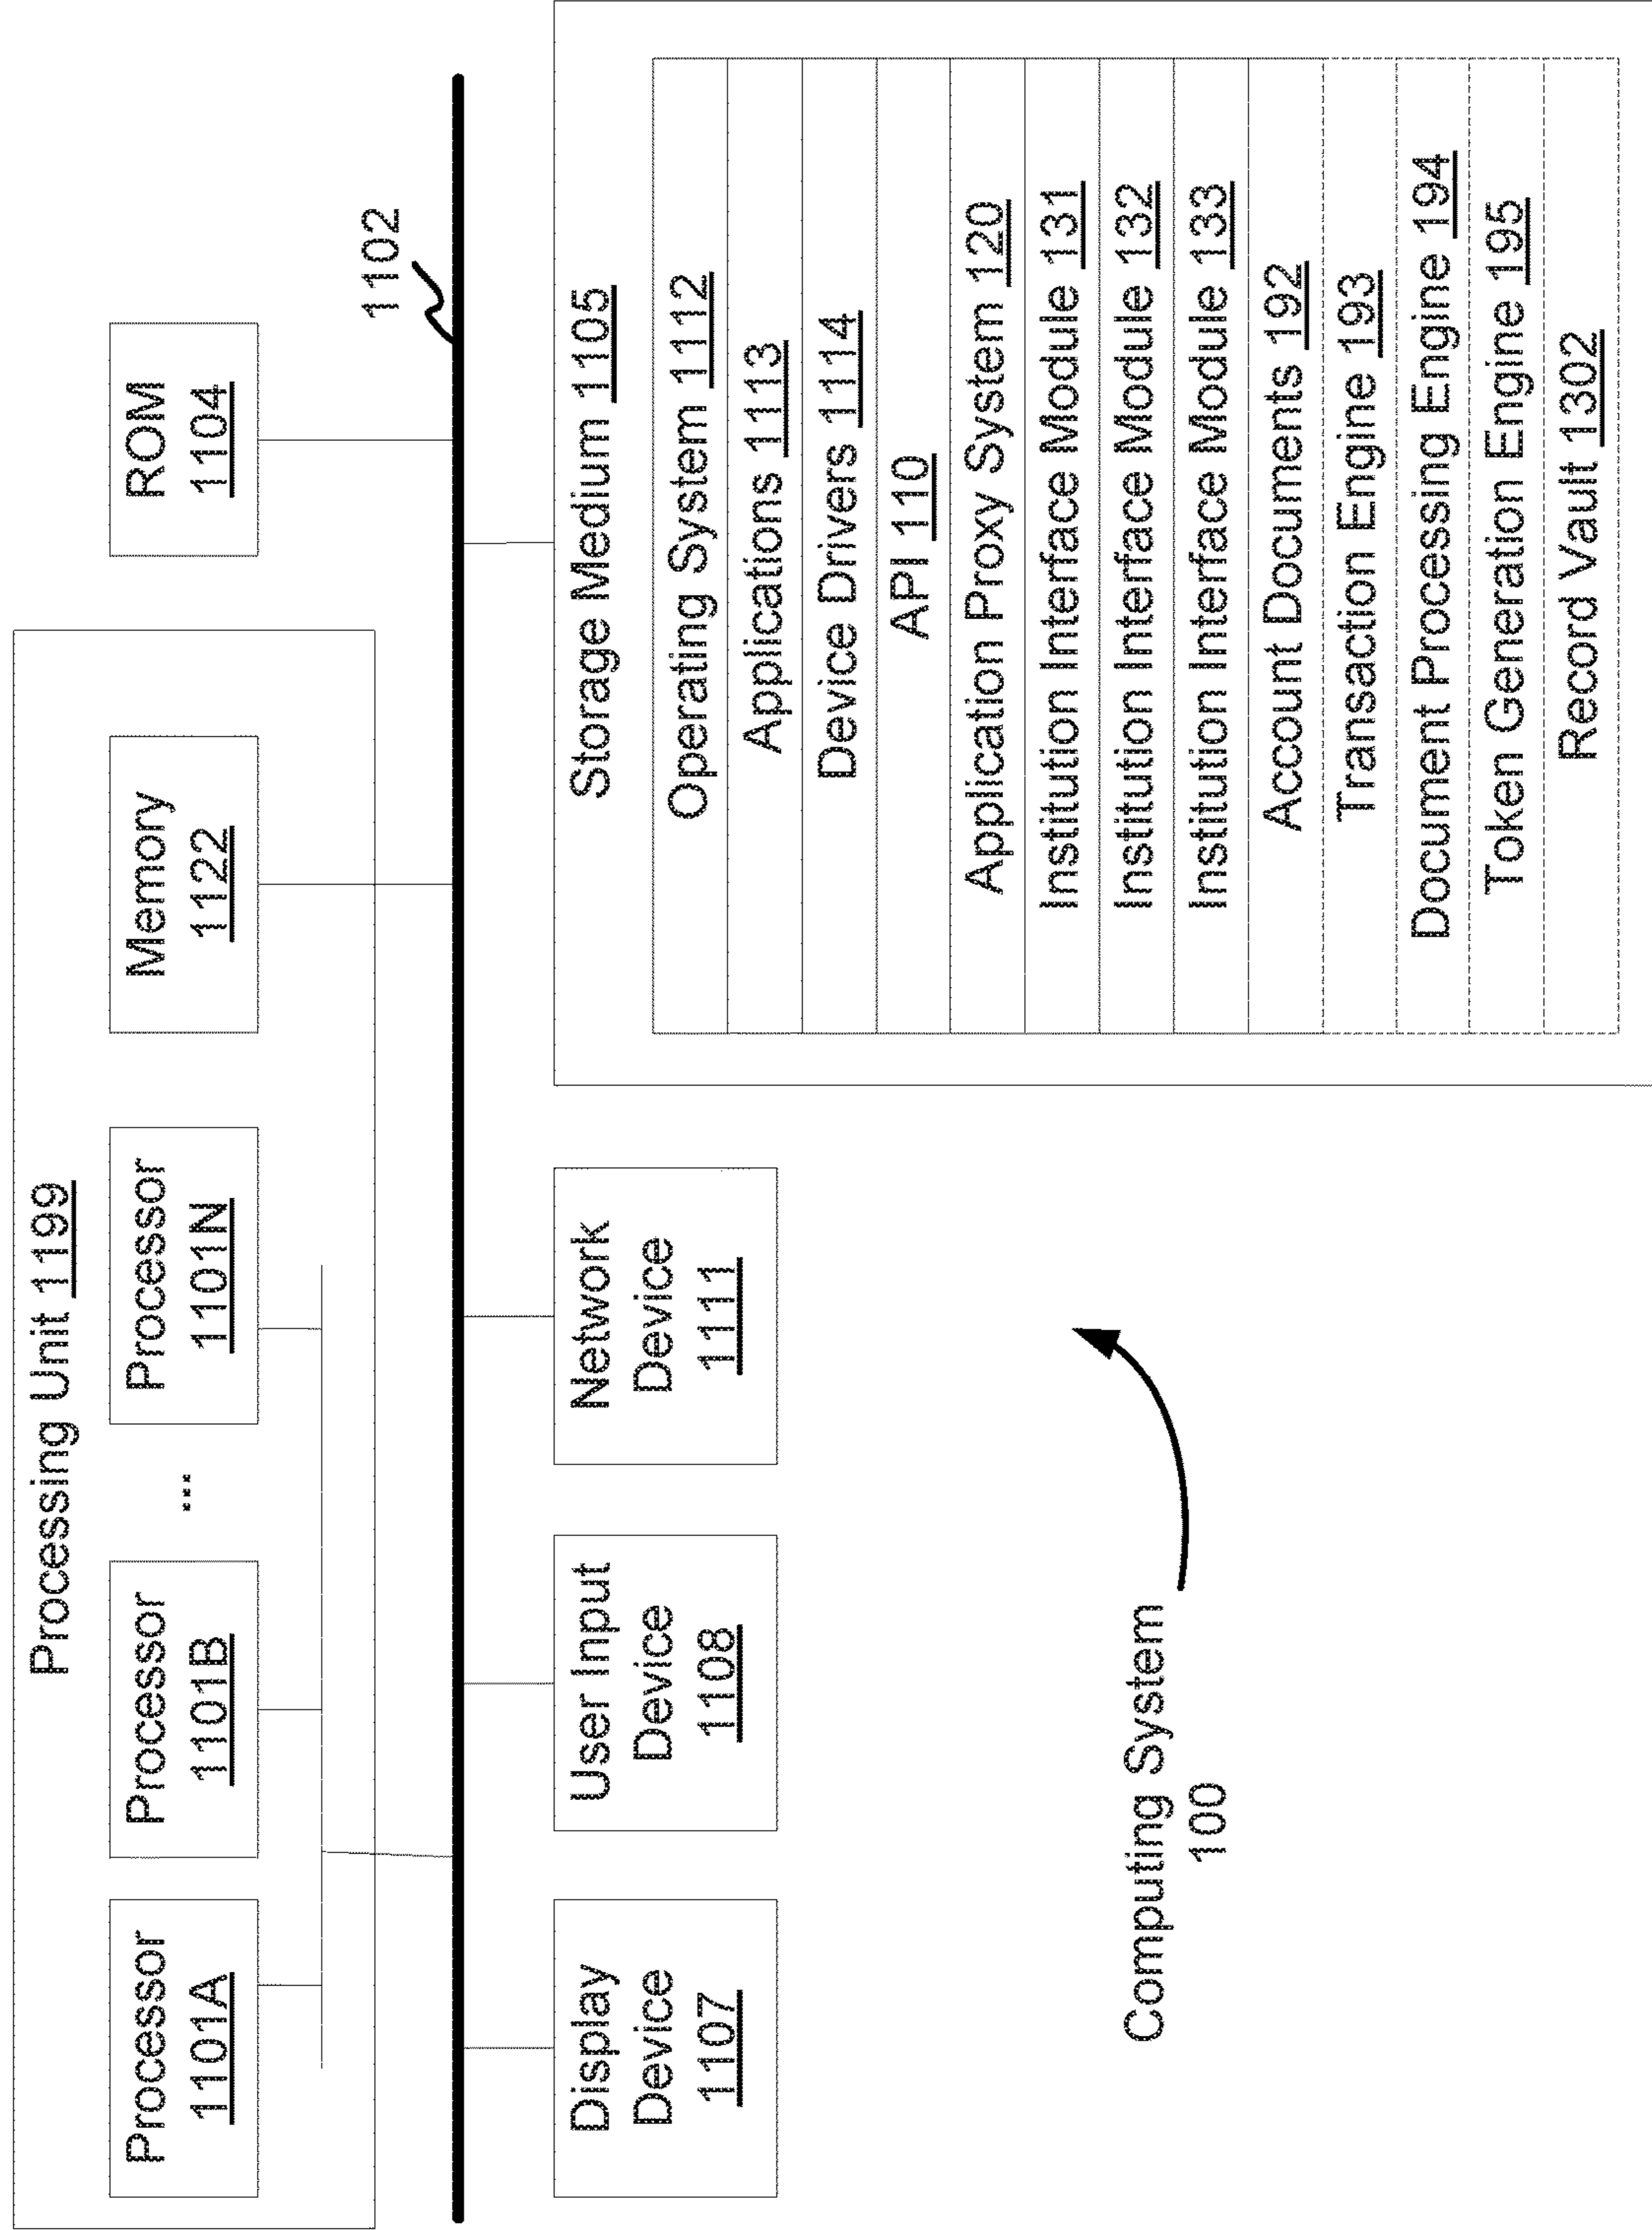 Processing Unit 1199
Processor
1101A
Processor
1101B
...
Processor
1101N
Memory
1122
ROM
1104
1102
Display
Device
1107
User Input
Device
1108
Network
Device
1111
Storage Medium 1105
Operating System 1112
Applications 1113
Device Drivers 1114
API 110
Application Proxy System 120
Institution Interface Module 131
Institution Interface Module 132
Institution Interface Module 133
Account Documents 192
Transaction Engine 193
Document Processing Engine 194
Token Generation Engine 195
Record Vault 1302
Computing System
100